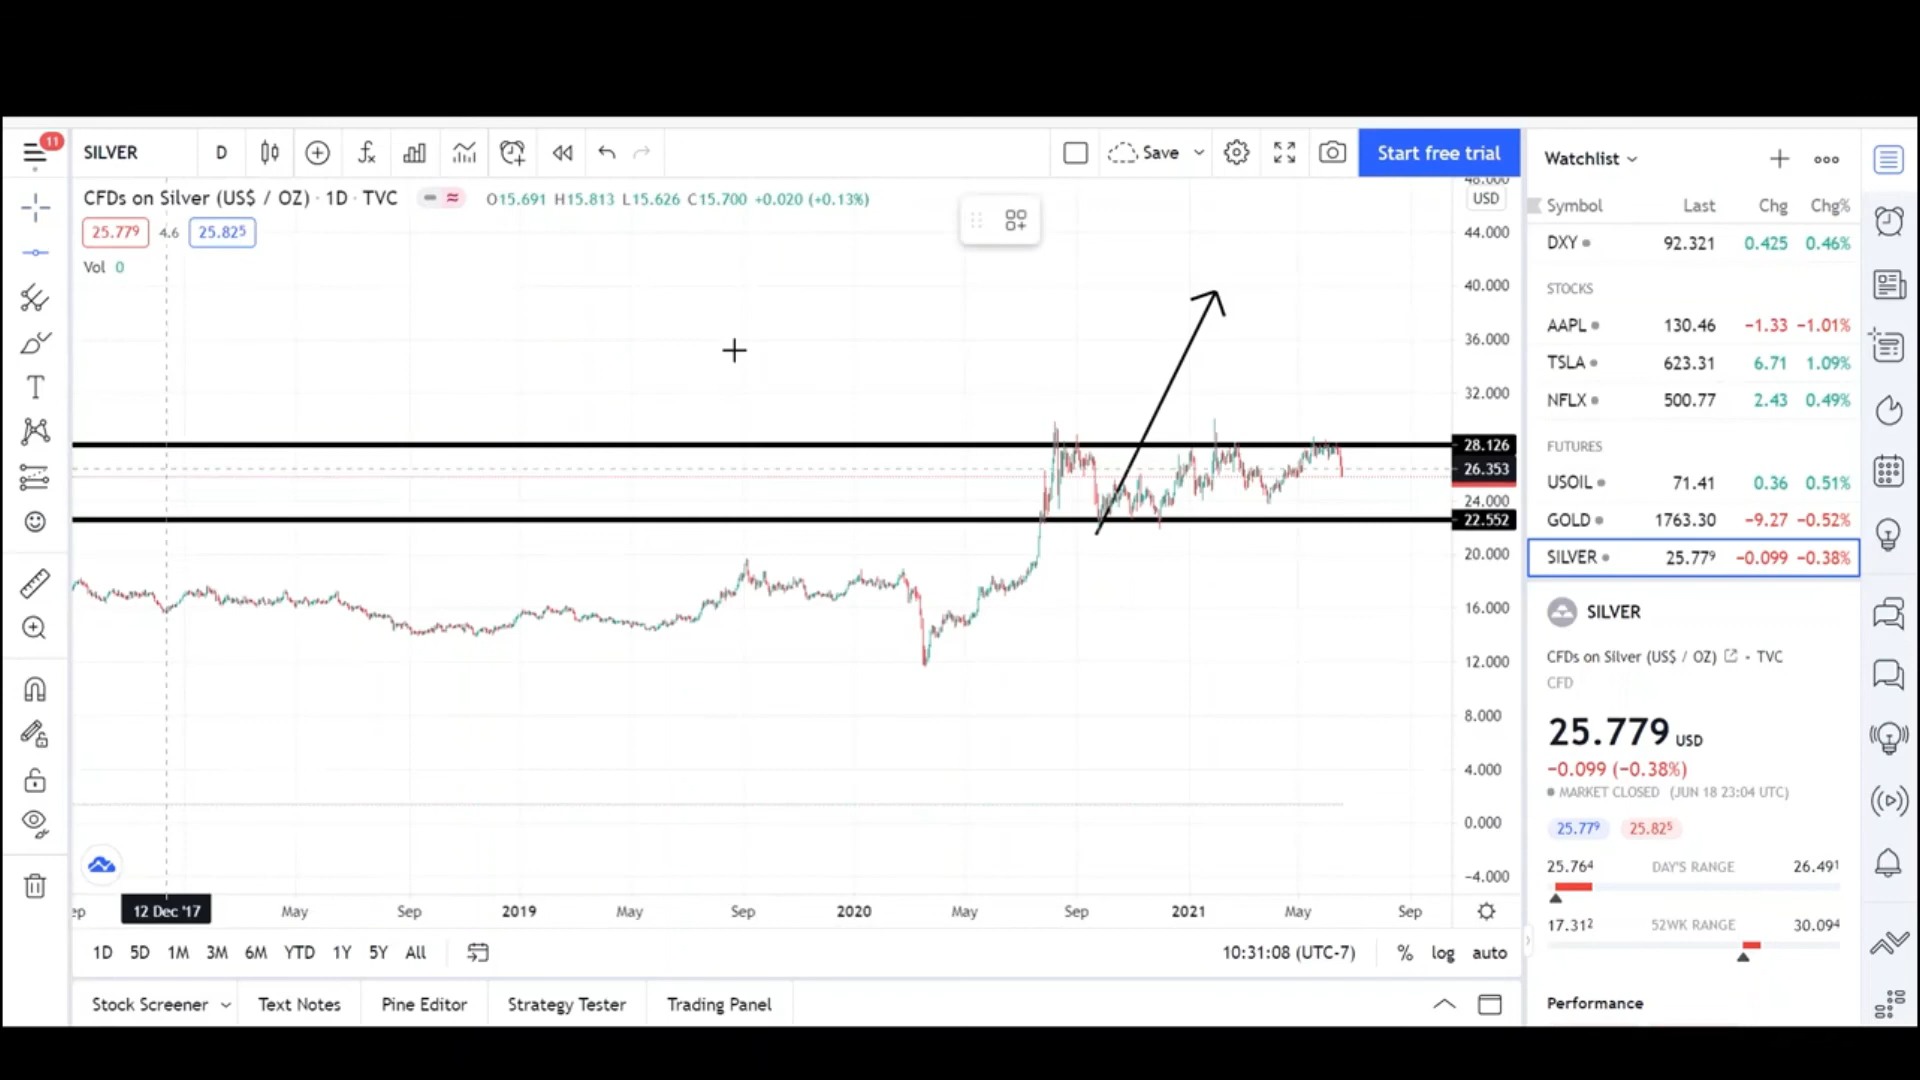 11
SILVER D Save Start free trial
CFDs on Silver (US$ / OZ) · 1D · TVC O15.691 H15.813 L15.626 C15.700 +0.020 (+0.13%)
25.779 4.6 25.825
Vol 0
48.000
USD
44.000
40.000
36.000
32.000
28.126
26.353
24.000
22.552
20.000
16.000
12.000
8.000
4.000
0.000
−4.000
ep 12 Dec '17 May Sep 2019 May Sep 2020 May Sep 2021 May Sep
1D 5D 1M 3M 6M YTD 1Y 5Y All 10:31:08 (UTC-7) % log auto
Stock Screener Text Notes Pine Editor Strategy Tester Trading Panel
Watchlist
Symbol Last Chg Chg%
DXY 92.321 0.425 0.46%
STOCKS
AAPL 130.46 −1.33 −1.01%
TSLA 623.31 6.71 1.09%
NFLX 500.77 2.43 0.49%
FUTURES
USOIL 71.41 0.36 0.51%
GOLD 1763.30 −9.27 −0.52%
SILVER 25.779 −0.099 −0.38%
SILVER
CFDs on Silver (US$ / OZ) · TVC
CFD
25.779 USD
−0.099 (−0.38%)
MARKET CLOSED (JUN 18 23:04 UTC)
25.779 25.825
25.764 DAY'S RANGE 26.491
17.312 52WK RANGE 30.094
Performance